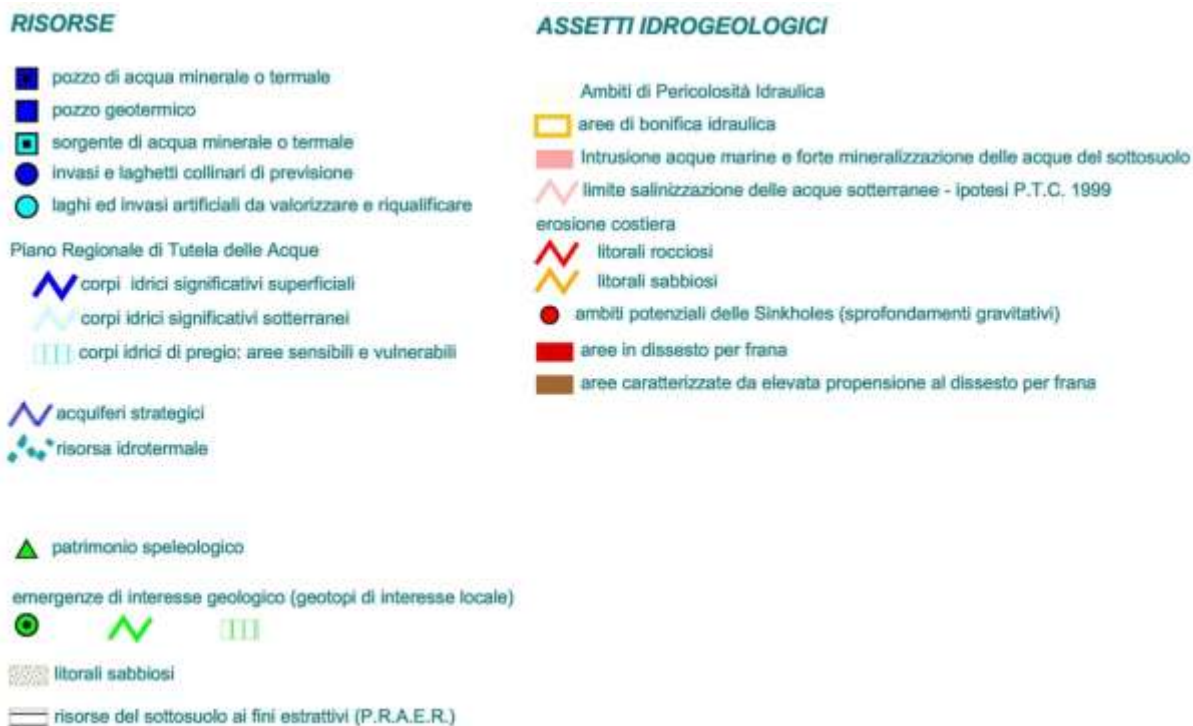 RISORSE
pozzo di acqua minerale o termale
pozzo geotermico
sorgente di acqua minerale o termale
invasi e laghetti collinari di previsione
laghi ed invasi artificiali da valorizzare e riqualificare
Piano Regionale di Tutela delle Acque
corpi idrici significativi superficiali
corpi idrici significativi sotterranei
corpi idrici di pregio: aree sensibili e vulnerabili
acquiferi strategici
risorsa idrotermale
patrimonio speleologico
emergenze di interesse geologico (geotopi di interesse locale)
litorali sabbiosi
risorse del sottosuolo ai fini estrattivi (P.R.A.E.R.)
ASSETTI IDROGEOLOGICI
Ambiti di Pericolosità Idraulica
aree di bonifica idraulica
Intrusione acque marine e forte mineralizzazione delle acque del sottosuolo
limite salinizzazione delle acque sotterranee - ipotesi P.T.C. 1999
erosione costiera
litorali rocciosi
litorali sabbiosi
ambiti potenziali delle Sinkholes (sprofondamenti gravitativi)
aree in dissesto per frana
aree caratterizzate da elevata propensione al dissesto per frana